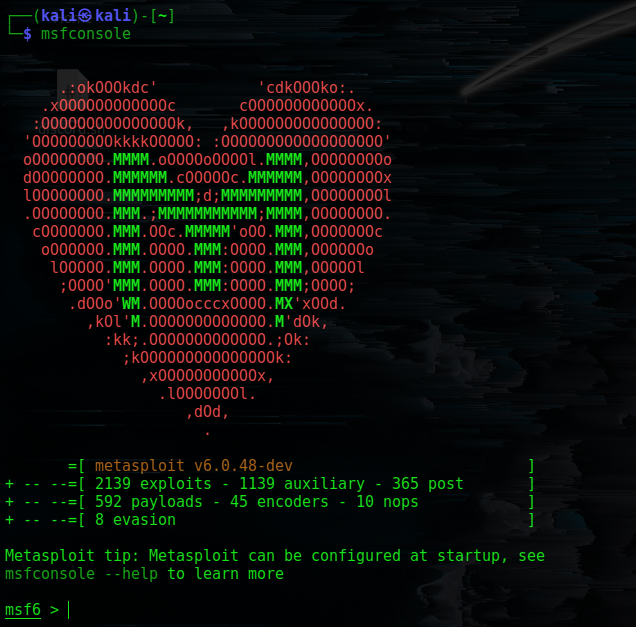 ┌──(kali㉿kali)-[~]
└─$ msfconsole
      .:okOOOkdc'           'cdkOOOko:.
    .xOOOOOOOOOOOOc       cOOOOOOOOOOOOx.
   :OOOOOOOOOOOOOOOk,   ,kOOOOOOOOOOOOOOO:
  'OOOOOOOOOkkkkOOOOO: :OOOOOOOOOOOOOOOOOO'
  oOOOOOOOO.MMMM.oOOOOoOOOOl.MMMM,OOOOOOOOo
  dOOOOOOOO.MMMMMM.cOOOOOc.MMMMMM,OOOOOOOOx
  lOOOOOOOO.MMMMMMMMM;d;MMMMMMMMM,OOOOOOOOl
  .OOOOOOOO.MMM.;MMMMMMMMMMM;MMMM,OOOOOOOO.
   cOOOOOOO.MMM.OOc.MMMMM'oOO.MMM,OOOOOOOc
    oOOOOOO.MMM.OOOO.MMM:OOOO.MMM,OOOOOOo
     lOOOOO.MMM.OOOO.MMM:OOOO.MMM,OOOOOl
      ;OOOO'MMM.OOOO.MMM:OOOO.MMM;OOOO;
       .dOOo'WM.OOOOocccxOOOO.MX'xOOd.
         ,kOl'M.OOOOOOOOOOOOO.M'dOk,
           :kk;.OOOOOOOOOOOOO.;Ok:
             ;kOOOOOOOOOOOOOOOk:
               ,xOOOOOOOOOOOx,
                 .lOOOOOOOl.
                    ,dOd,
                      .
       =[ metasploit v6.0.48-dev                          ]
+ -- --=[ 2139 exploits - 1139 auxiliary - 365 post       ]
+ -- --=[ 592 payloads - 45 encoders - 10 nops            ]
+ -- --=[ 8 evasion                                       ]
Metasploit tip: Metasploit can be configured at startup, see
msfconsole --help to learn more
msf6 >